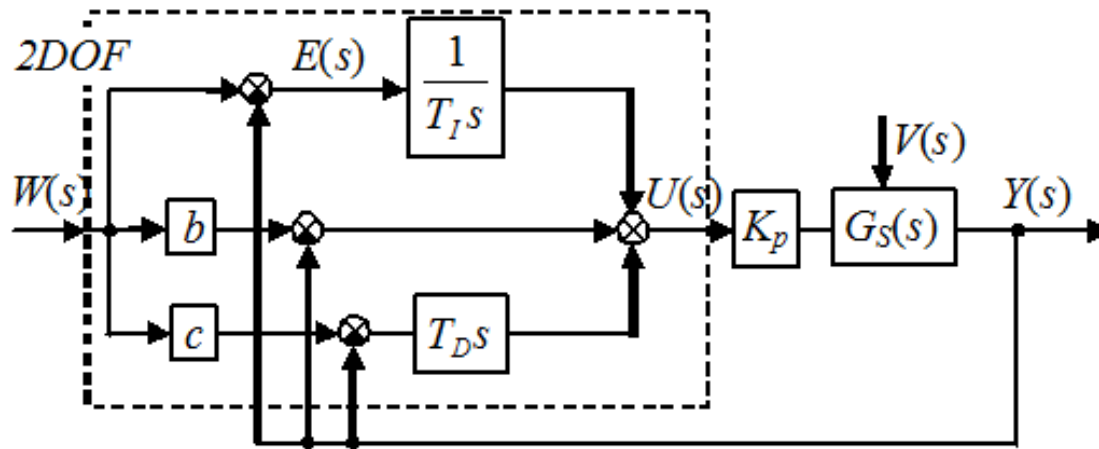 2DOF
E(s)
1
T_I s
V(s)
W(s)
b
U(s)
K_p
G_S(s)
Y(s)
c
T_D s